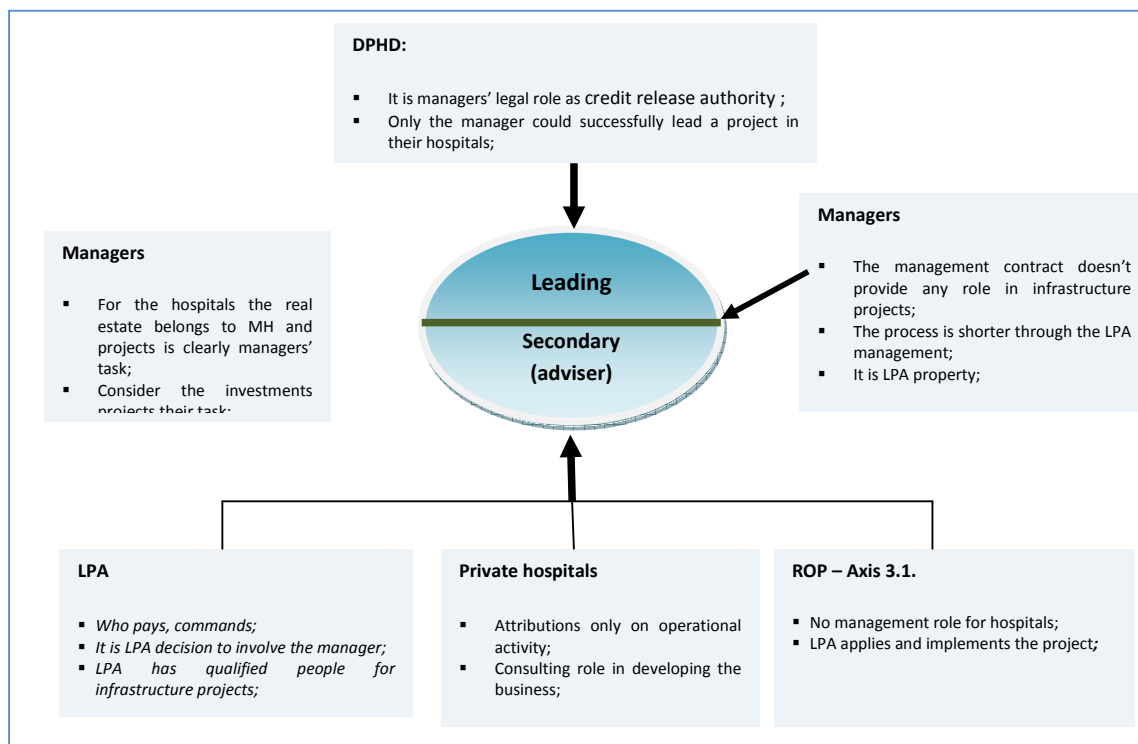 DPHD:
▪ It is managers’ legal role as credit release authority ;
▪ Only the manager could successfully lead a project in
their hospitals;
Managers
▪ For the hospitals the real
estate belongs to MH and
projects is clearly managers’
task;
▪ Consider the investments
projects their task;
Leading
Secondary
(adviser)
Managers
▪ The management contract doesn’t
provide any role in infrastructure
projects;
▪ The process is shorter through the LPA
management;
▪ It is LPA property;
LPA
▪ Who pays, commands;
▪ It is LPA decision to involve the manager;
▪ LPA has qualified people for
infrastructure projects;
Private hospitals
▪ Attributions only on operational
activity;
▪ Consulting role in developing the
business;
ROP – Axis 3.1.
▪ No management role for hospitals;
▪ LPA applies and implements the project;